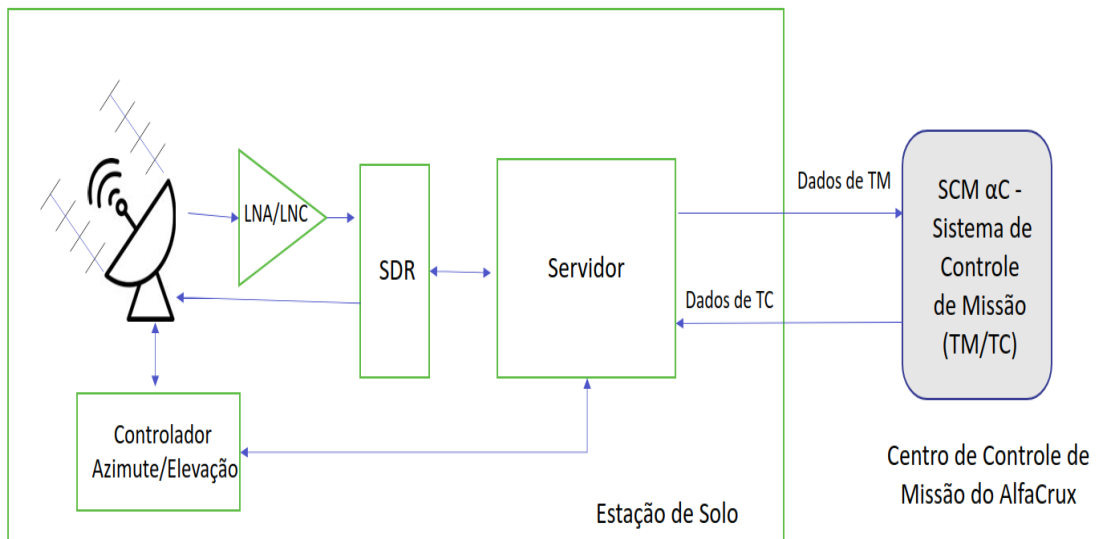 LNA/LNC
SDR
Servidor
Controlador
Azimute/Elevação
Estação de Solo
Dados de TM
Dados de TC
SCM αC -
Sistema de
Controle
de Missão
(TM/TC)
Centro de Controle de
Missão do AlfaCrux